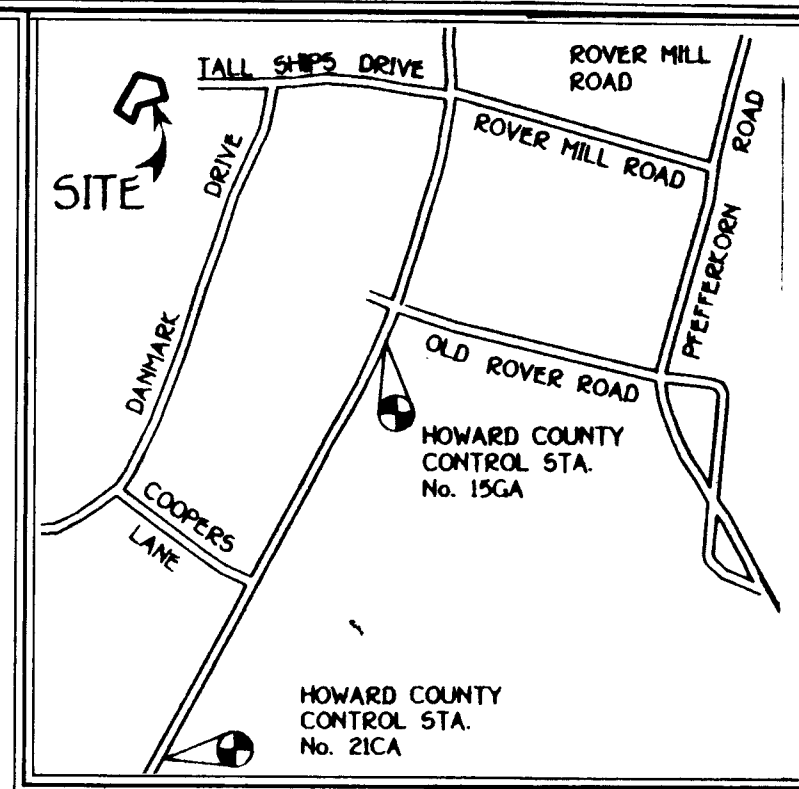 TALL SHIPS DRIVE
ROVER MILL
ROAD
ROVER MILL ROAD
PFEFFERKORN ROAD
SITE
DANMARK DRIVE
OLD ROVER ROAD
HOWARD COUNTY
CONTROL STA.
No. 15GA
COOPERS
LANE
HOWARD COUNTY
CONTROL STA.
No. 21CA